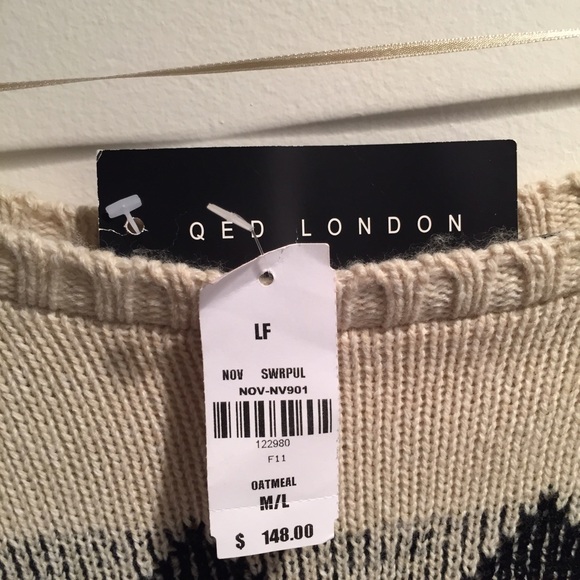 QED LONDON
LF
NOV SWRPUL
NOV-NV901
122980
F11
OATMEAL
M/L
$ 148.00